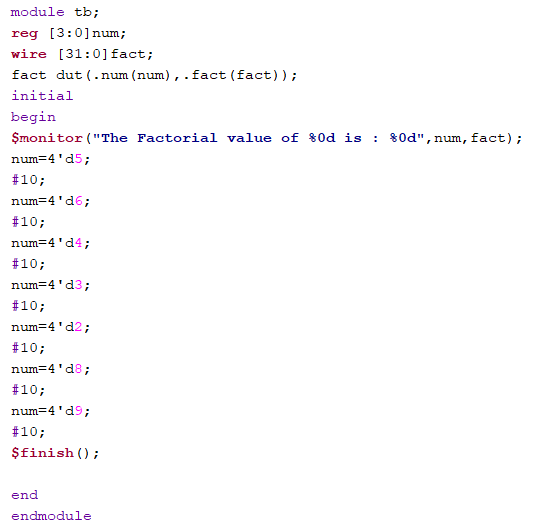 module tb;
reg [3:0]num;
wire [31:0]fact;
fact dut(.num(num),.fact(fact));
initial
begin
$monitor("The Factorial value of %0d is : %0d",num,fact);
num=4'd5;
#10;
num=4'd6;
#10;
num=4'd4;
#10;
num=4'd3;
#10;
num=4'd2;
#10;
num=4'd8;
#10;
num=4'd9;
#10;
$finish();
end
endmodule